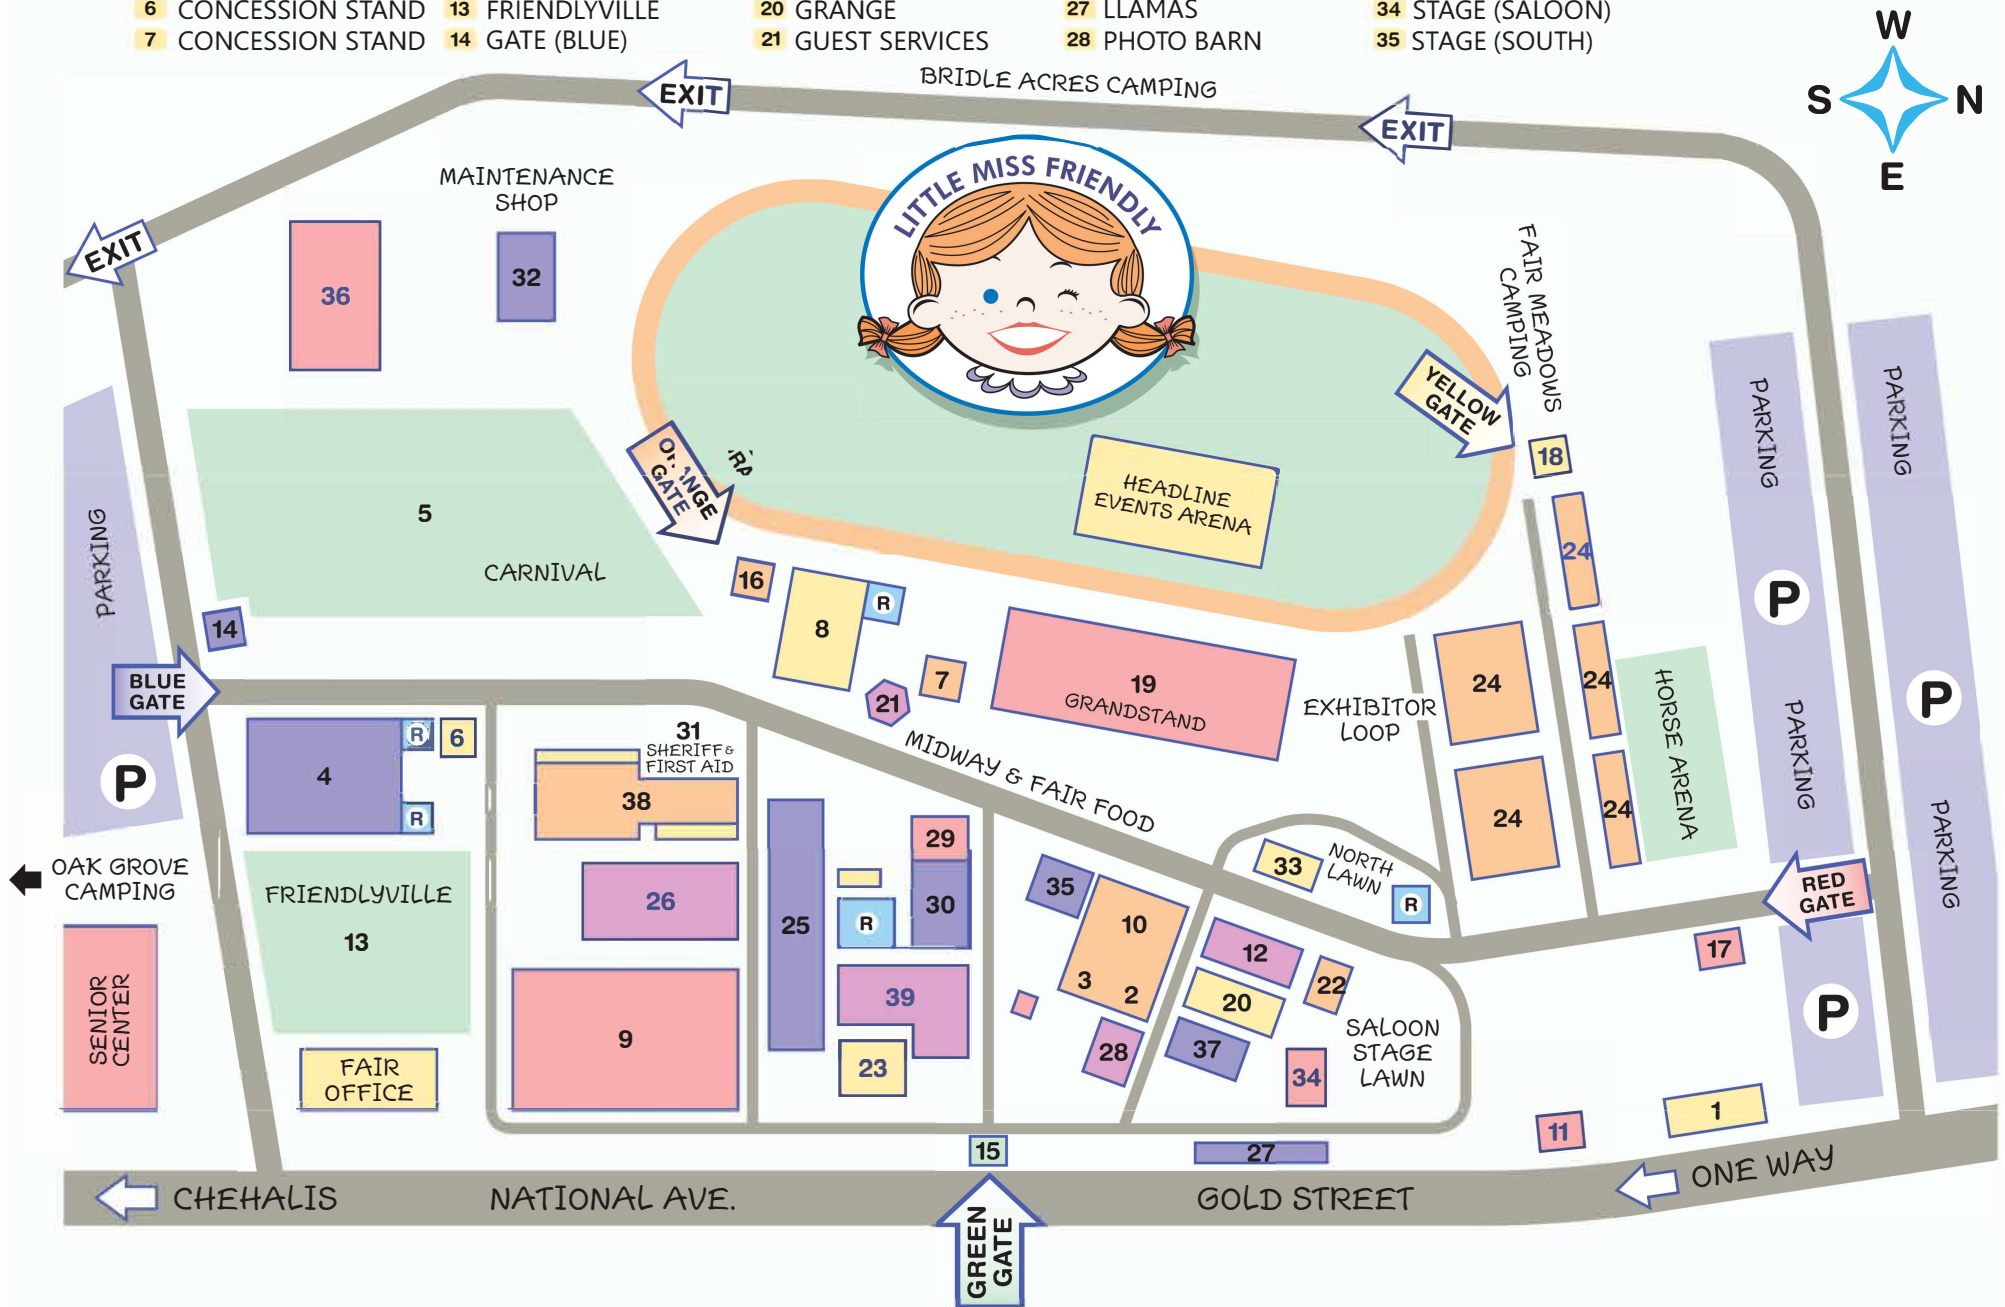 6 CONCESSION STAND 13 FRIENDLYVILLE 20 GRANGE 27 LLAMAS 34 STAGE (SALOON)
7 CONCESSION STAND 14 GATE (BLUE) 21 GUEST SERVICES 28 PHOTO BARN 35 STAGE (SOUTH)
W
S N
E
BRIDLE ACRES CAMPING
EXIT
EXIT
EXIT
LITTLE MISS FRIENDLY
MAINTENANCE
SHOP
36
32
FAIR MEADOWS
CAMPING
YELLOW
GATE
18
PARKING
PARKING
PARKING
5
CARNIVAL
GATE
HEADLINE
EVENTS ARENA
24
P
16
8
R
14
BLUE
GATE
7
21
19
GRANDSTAND
EXHIBITOR
LOOP
24
24
HORSE ARENA
PARKING
P
P
4
R
6
R
31
SHERIFF &
FIRST AID
38
MIDWAY & FAIR FOOD
24
24
PARKING
OAK GROVE
CAMPING
FRIENDLYVILLE
13
26
25
29
30
R
35
10
3
2
33
NORTH
LAWN
R
RED
GATE
12
22
20
17
P
SENIOR
CENTER
FAIR
OFFICE
9
39
23
28
37
34
SALOON
STAGE
LAWN
11
1
15
27
CHEHALIS
NATIONAL AVE.
GOLD STREET
ONE WAY
GREEN
GATE